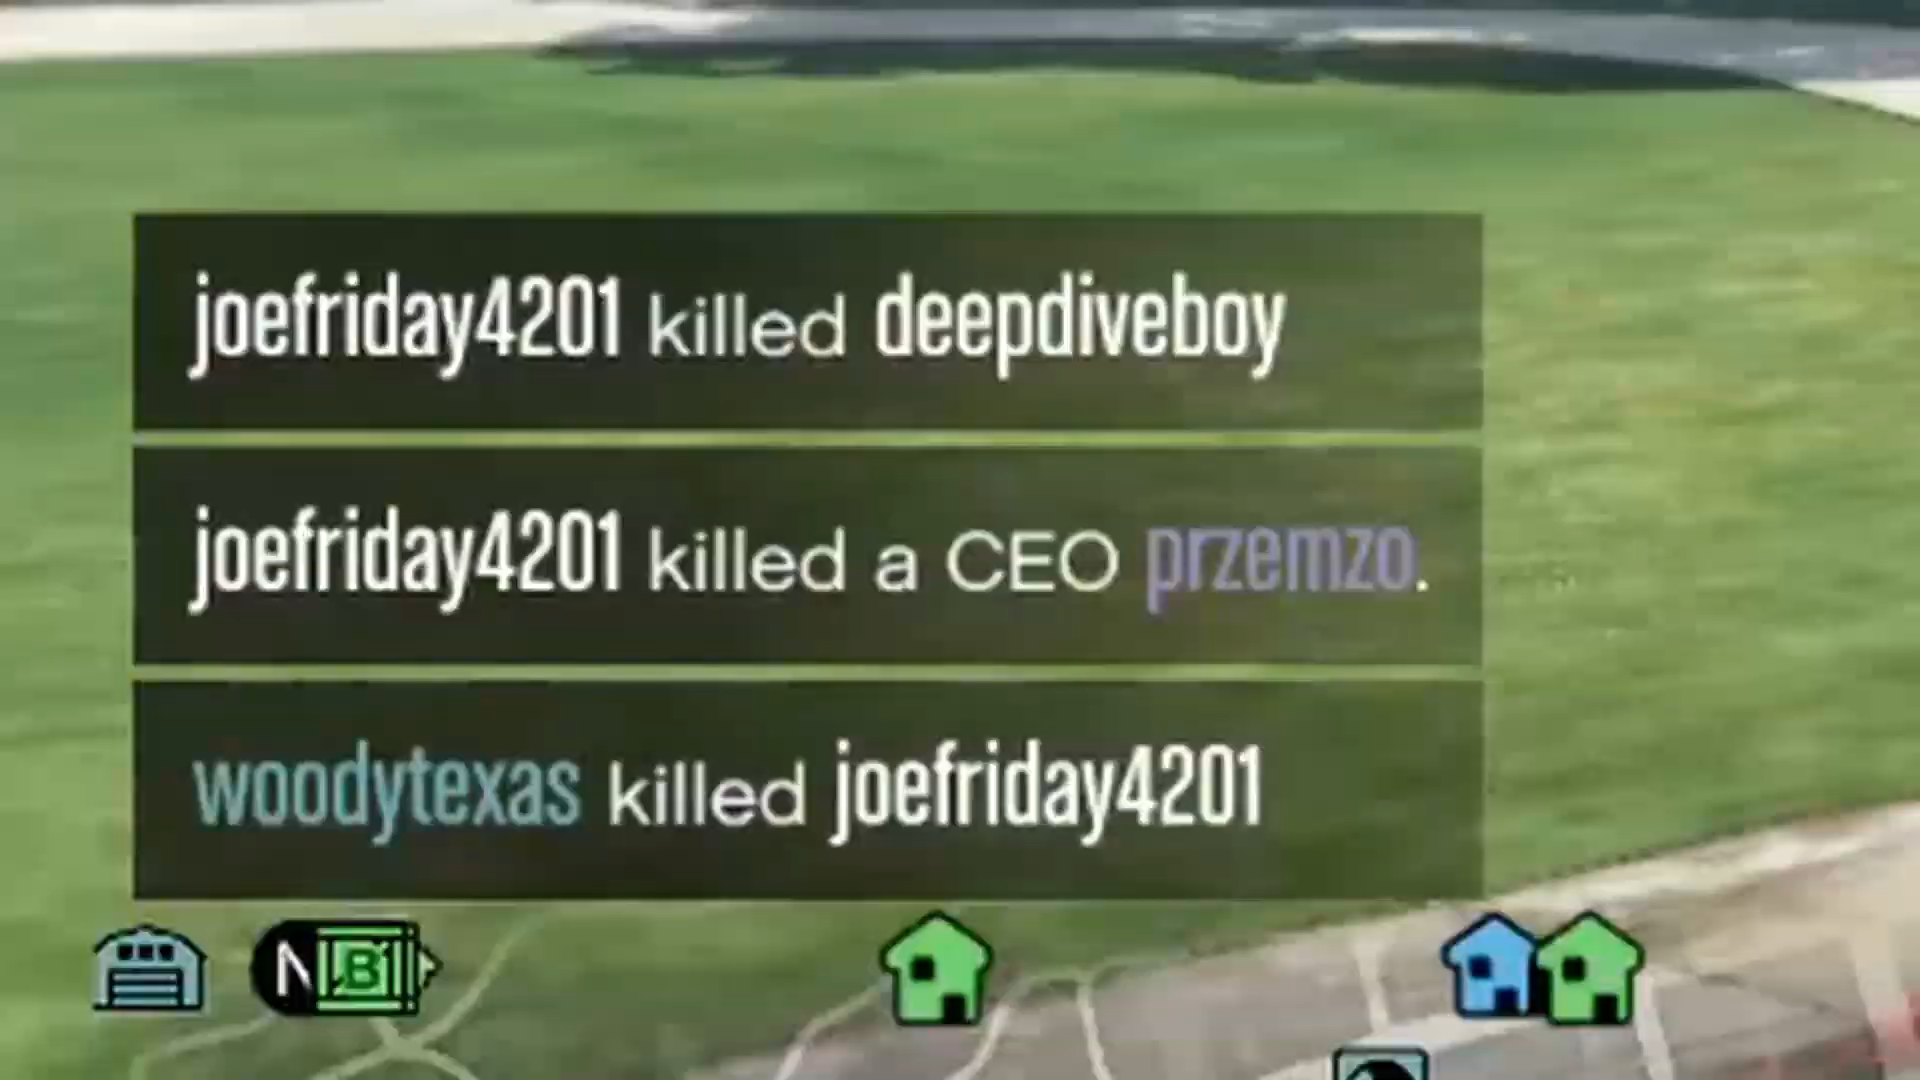 joefriday4201 killed deepdiveboy
joefriday4201 killed a CEO przemzo.
woodytexas killed joefriday4201
N B